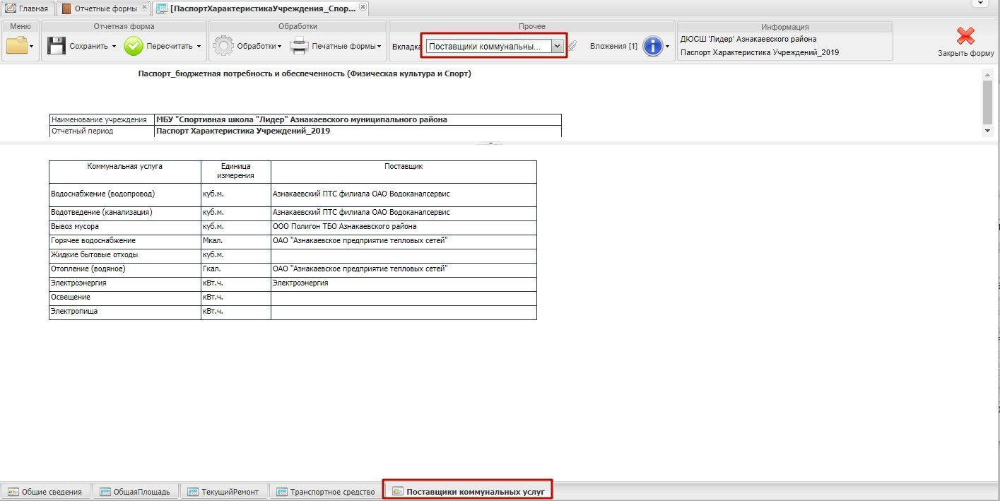 Главная
Отчетные формы
[ПаспортХарактеристикаУчреждения_Спор...
Меню
Отчетная форма
Обработки
Прочее
Информация
Сохранить
Пересчитать
Обработки
Печатные формы
Вкладка
Поставщики коммунальны...
Вложения [1]
ДЮСШ 'Лидер' Азнакаевского района
Паспорт Характеристика Учреждений_2019
Закрыть форму
Паспорт_бюджетная потребность и обеспеченность (Физическая культура и Спорт)
Наименование учреждения МБУ "Спортивная школа "Лидер" Азнакаевского муниципального района
Отчетный период Паспорт Характеристика Учреждений_2019
Коммунальная услуга Единица измерения Поставщик
Водоснабжение (водопровод) куб.м. Азнакаевский ПТС филиала ОАО Водоканалсервис
Водотведение (канализация) куб.м. Азнакаевский ПТС филиала ОАО Водоканалсервис
Вывоз мусора куб.м. ООО Полигон ТБО Азнакаевского района
Горячее водоснабжение Мкал. ОАО "Азнакаевское предприятие тепловых сетей"
Жидкие бытовые отходы куб.м.
Отопление (водяное) Гкал. ОАО "Азнакаевское предприятие тепловых сетей"
Электроэнергия кВт.ч. Электроэнергия
Освещение кВт.ч.
Электропища кВт.ч.
Общие сведения
ОбщаяПлощадь
ТекущийРемонт
Транспортное средство
Поставщики коммунальных услуг